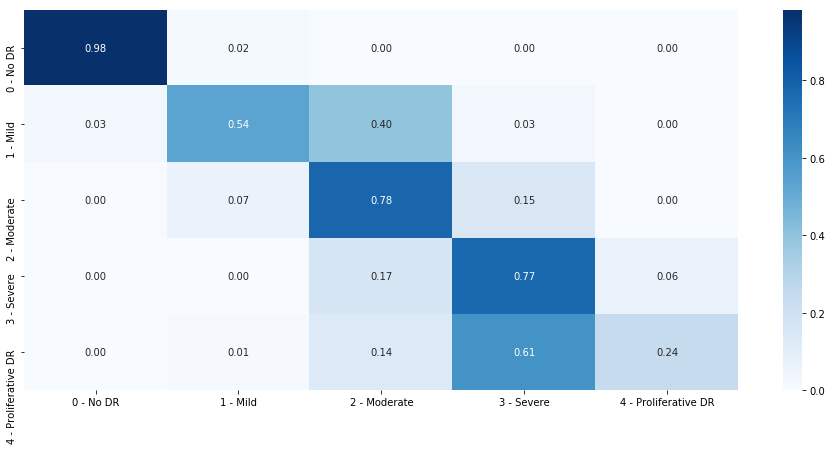 0 - No DR 0.98 0.02 0.00 0.00 0.00
1 - Mild 0.03 0.54 0.40 0.03 0.00
2 - Moderate 0.00 0.07 0.78 0.15 0.00
3 - Severe 0.00 0.00 0.17 0.77 0.06
4 - Proliferative DR 0.00 0.01 0.14 0.61 0.24
0 - No DR 1 - Mild 2 - Moderate 3 - Severe 4 - Proliferative DR
0.8
0.6
0.4
0.2
0.0